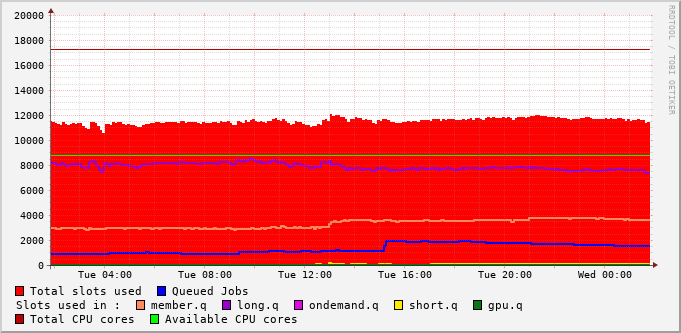 20000
18000
16000
14000
12000
10000
8000
6000
4000
2000
0
Tue 04:00 Tue 08:00 Tue 12:00 Tue 16:00 Tue 20:00 Wed 00:00
Total slots used Queued Jobs
Slots used in : member.q long.q ondemand.q short.q gpu.q
Total CPU cores Available CPU cores
RRDTOOL / TOBI OETIKER